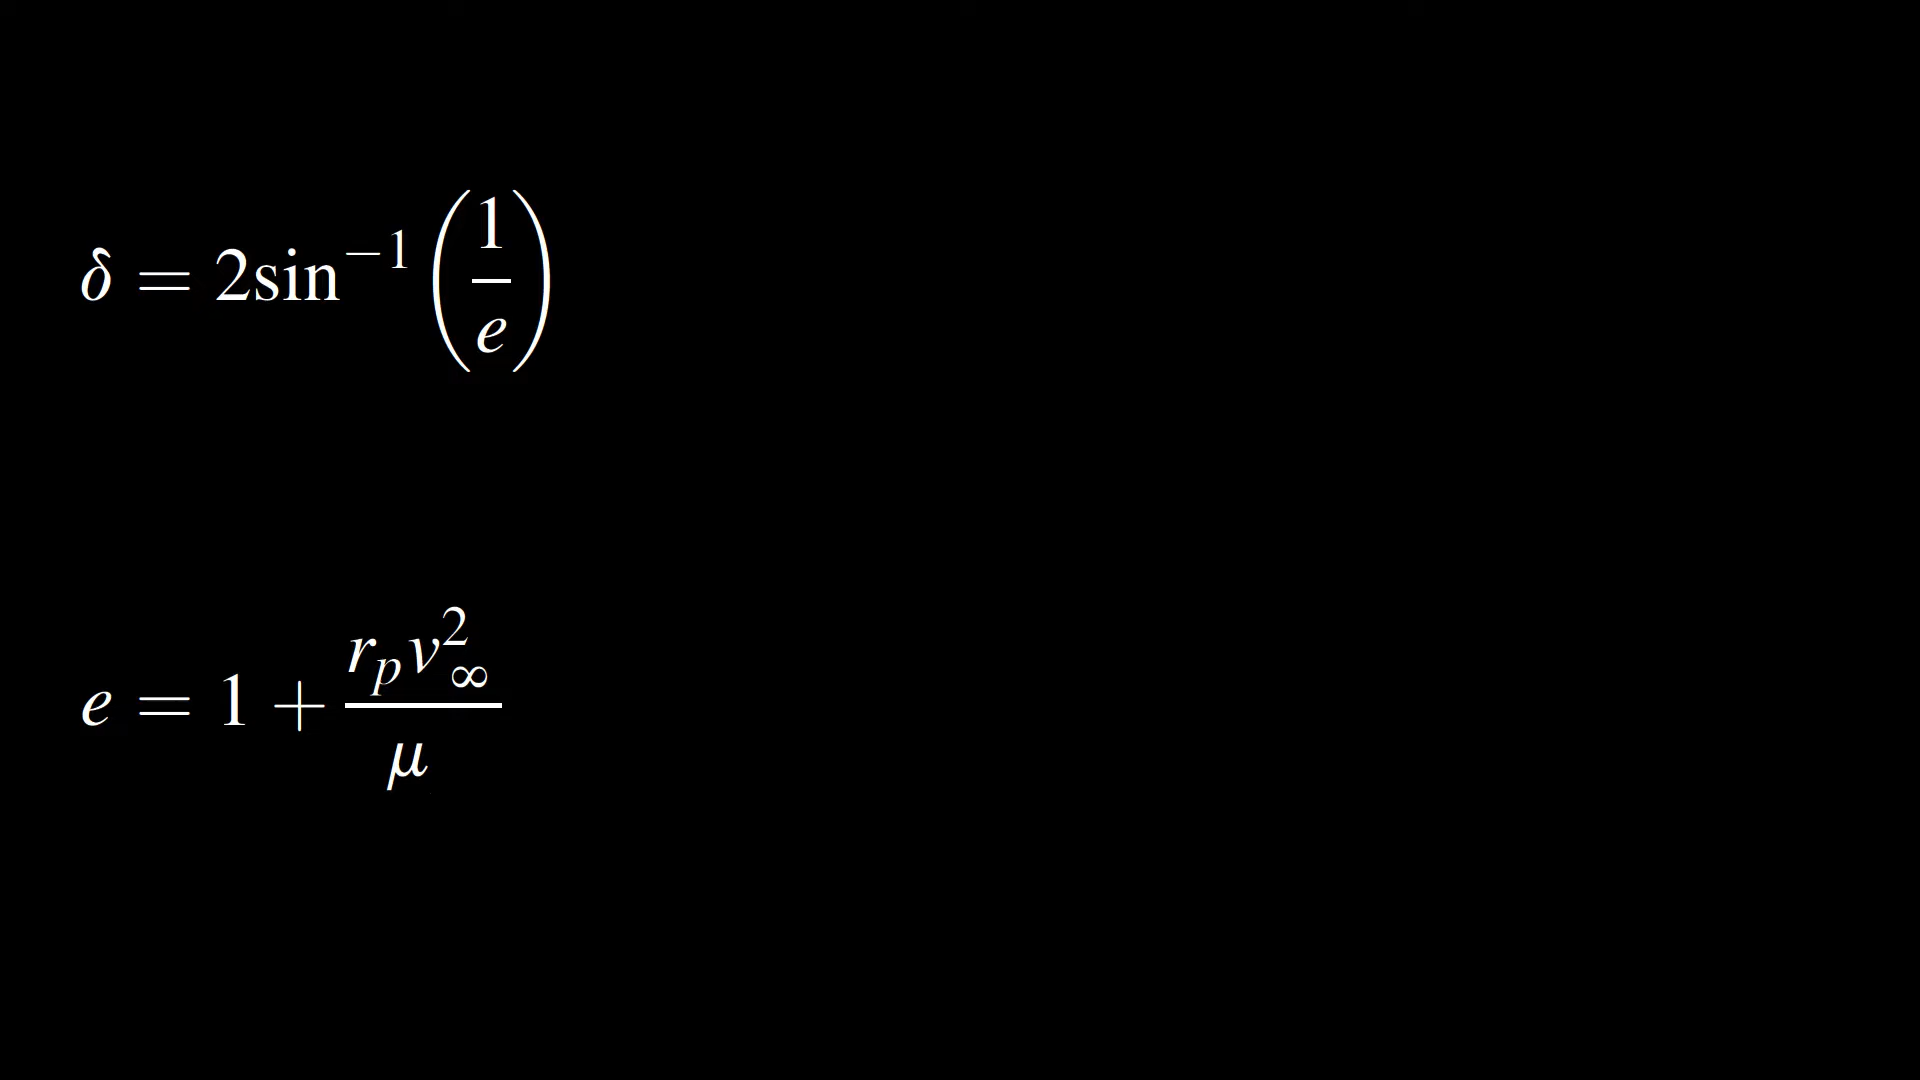 δ = 2sin⁻¹(1/e)
e = 1 + r_p v_∞²/μ